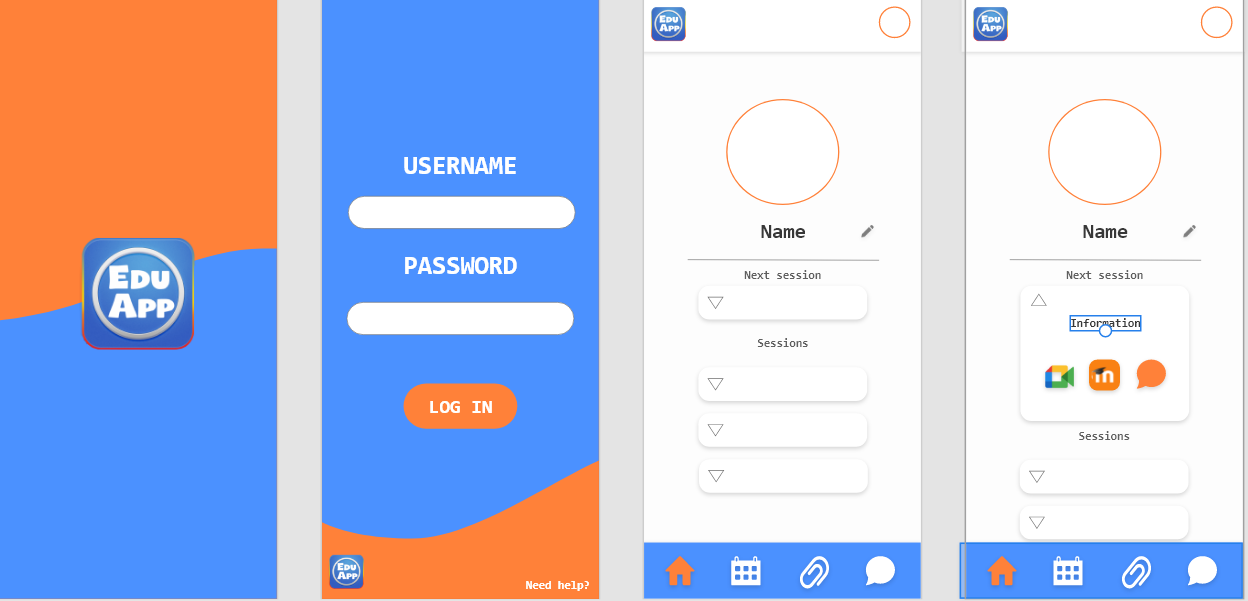 EDU
APP
USERNAME
PASSWORD
LOG IN
EDU
APP
Need help?
EDU
APP
Name
Next session
Sessions
EDU
APP
Name
Next session
Information
m
Sessions